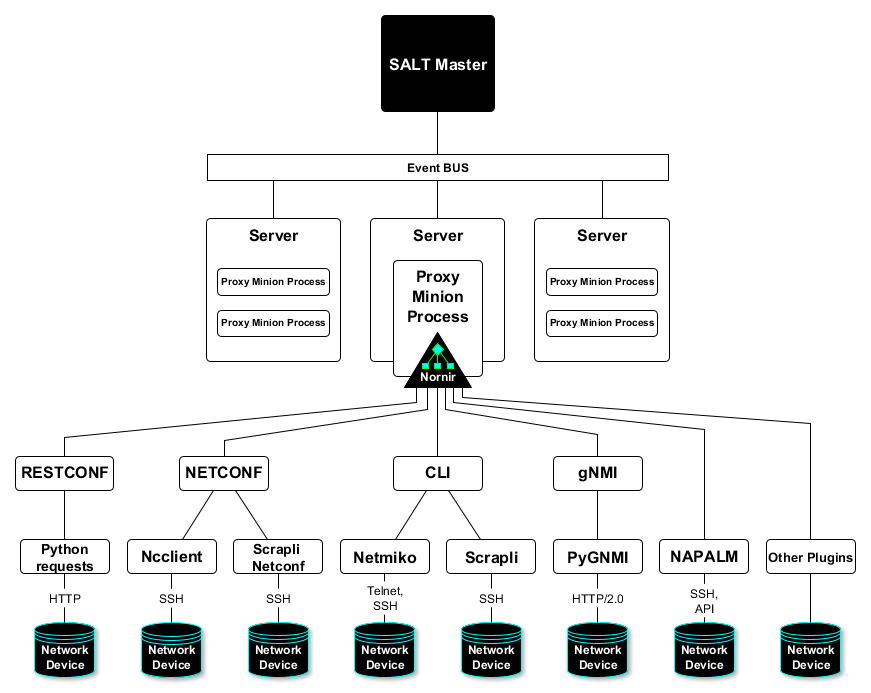 SALT Master
Event BUS
Server
Proxy Minion Process
Proxy Minion Process
Server
Proxy
Minion
Process
Nornir
Server
Proxy Minion Process
Proxy Minion Process
RESTCONF
NETCONF
CLI
gNMI
Python
requests
Ncclient
Scrapli
Netconf
Netmiko
Scrapli
PyGNMI
NAPALM
Other Plugins
HTTP
SSH
SSH
Telnet,
SSH
SSH
HTTP/2.0
SSH,
API
Network
Device
Network
Device
Network
Device
Network
Device
Network
Device
Network
Device
Network
Device
Network
Device